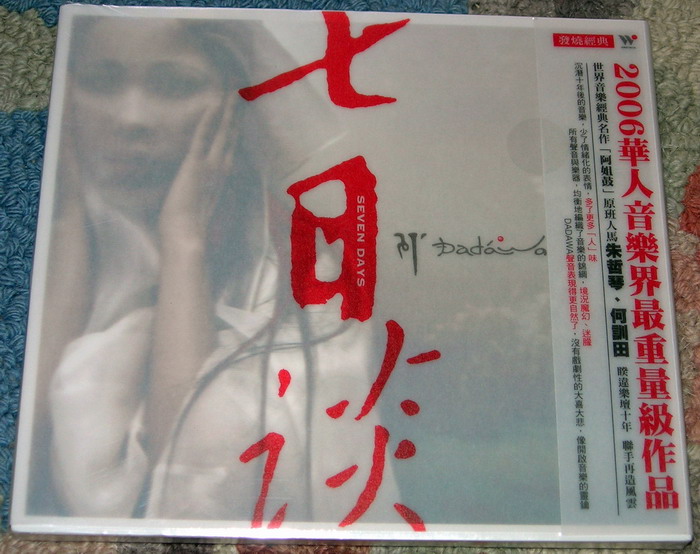 七日談
SEVEN DAYS
Dadawa
發燒經典
2006華人音樂界最重量級作品
世界音樂經典名作「阿姐鼓」原班人馬朱哲琴、何訓田 睽違樂壇十年 聯手再造風雲
沉潛十年後的音樂，少了情緒化的表情，多了更多「人」味
所有聲音與樂器，均衡地編織了音樂的錦緞，境況魔幻、迷朧
DADAWA聲音表現得更自然了，沒有戲劇性的大喜大悲，像開啟音樂的靈鑰